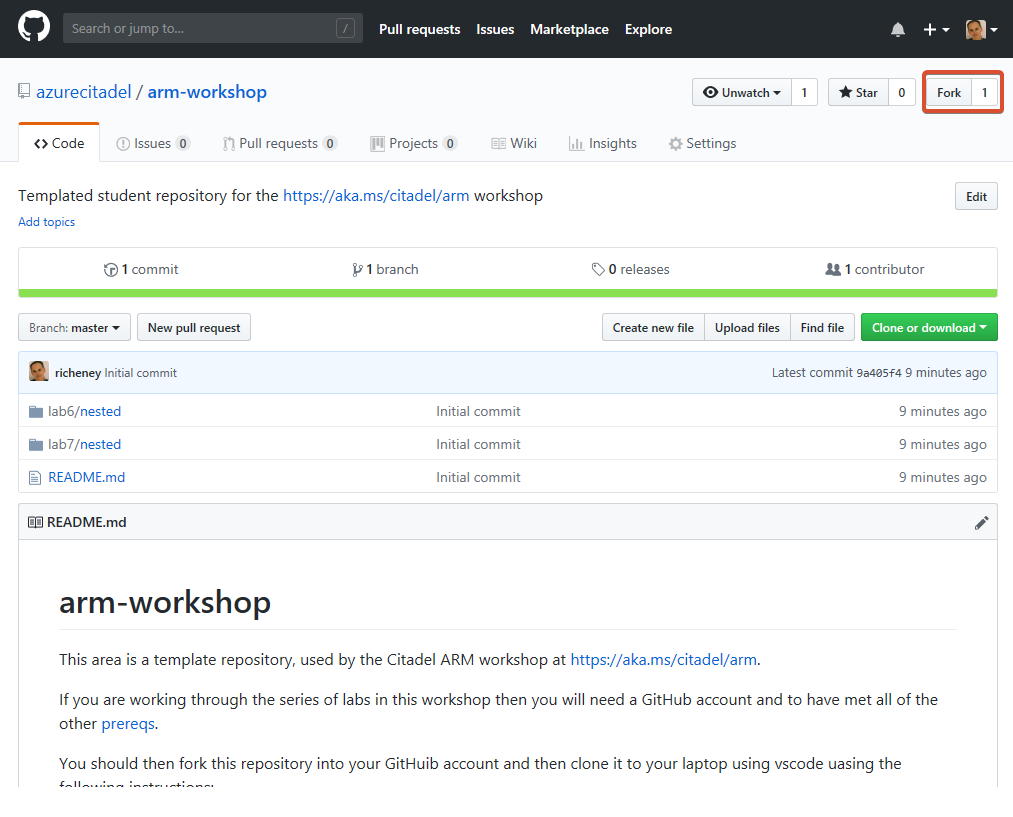 Search or jump to... / Pull requests Issues Marketplace Explore
azurecitadel / arm-workshop Unwatch 1 Star 0 Fork 1
Code Issues 0 Pull requests 0 Projects 0 Wiki Insights Settings
Templated student repository for the https://aka.ms/citadel/arm workshop Edit
Add topics
1 commit 1 branch 0 releases 1 contributor
Branch: master New pull request Create new file Upload files Find file Clone or download
richeney Initial commit Latest commit 9a405f4 9 minutes ago
lab6/nested Initial commit 9 minutes ago
lab7/nested Initial commit 9 minutes ago
README.md Initial commit 9 minutes ago
README.md
arm-workshop
This area is a template repository, used by the Citadel ARM workshop at https://aka.ms/citadel/arm.
If you are working through the series of labs in this workshop then you will need a GitHub account and to have met all of the
other prereqs.
You should then fork this repository into your GitHuib account and then clone it to your laptop using vscode uasing the
following instructions: